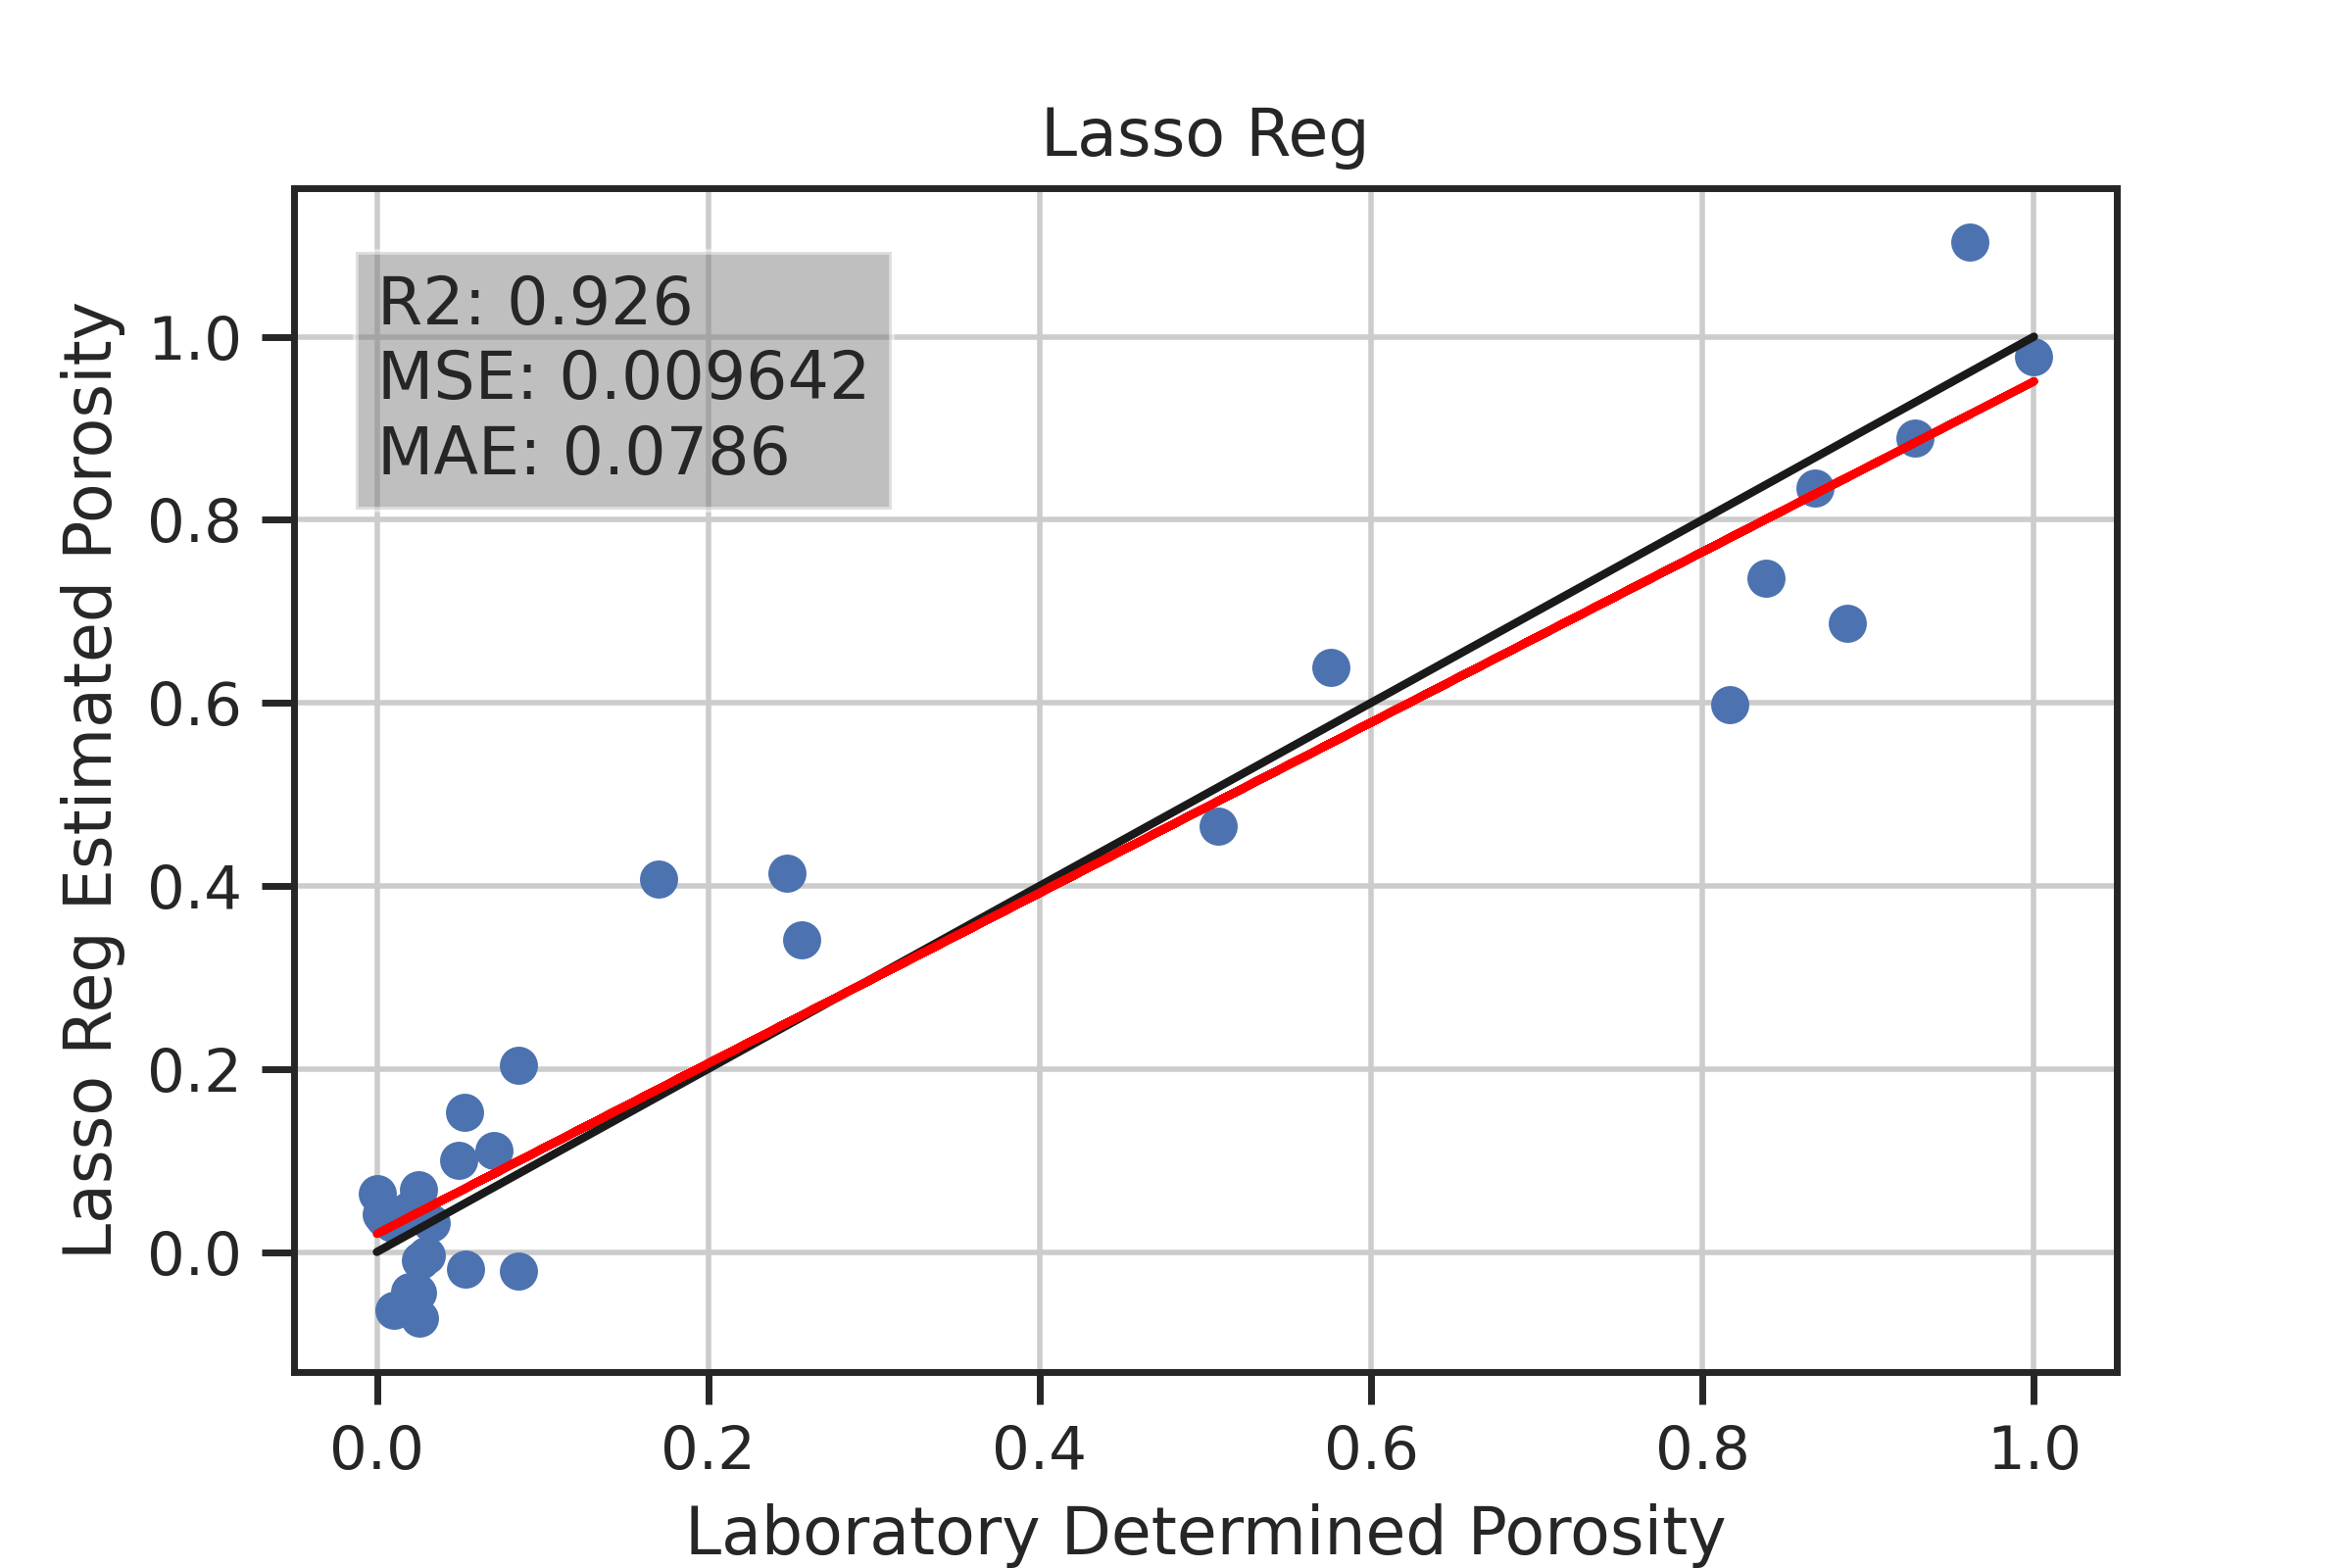 Lasso Reg
R2: 0.926
MSE: 0.009642
MAE: 0.0786
Lasso Reg Estimated Porosity
1.0
0.8
0.6
0.4
0.2
0.0
0.0 0.2 0.4 0.6 0.8 1.0
Laboratory Determined Porosity